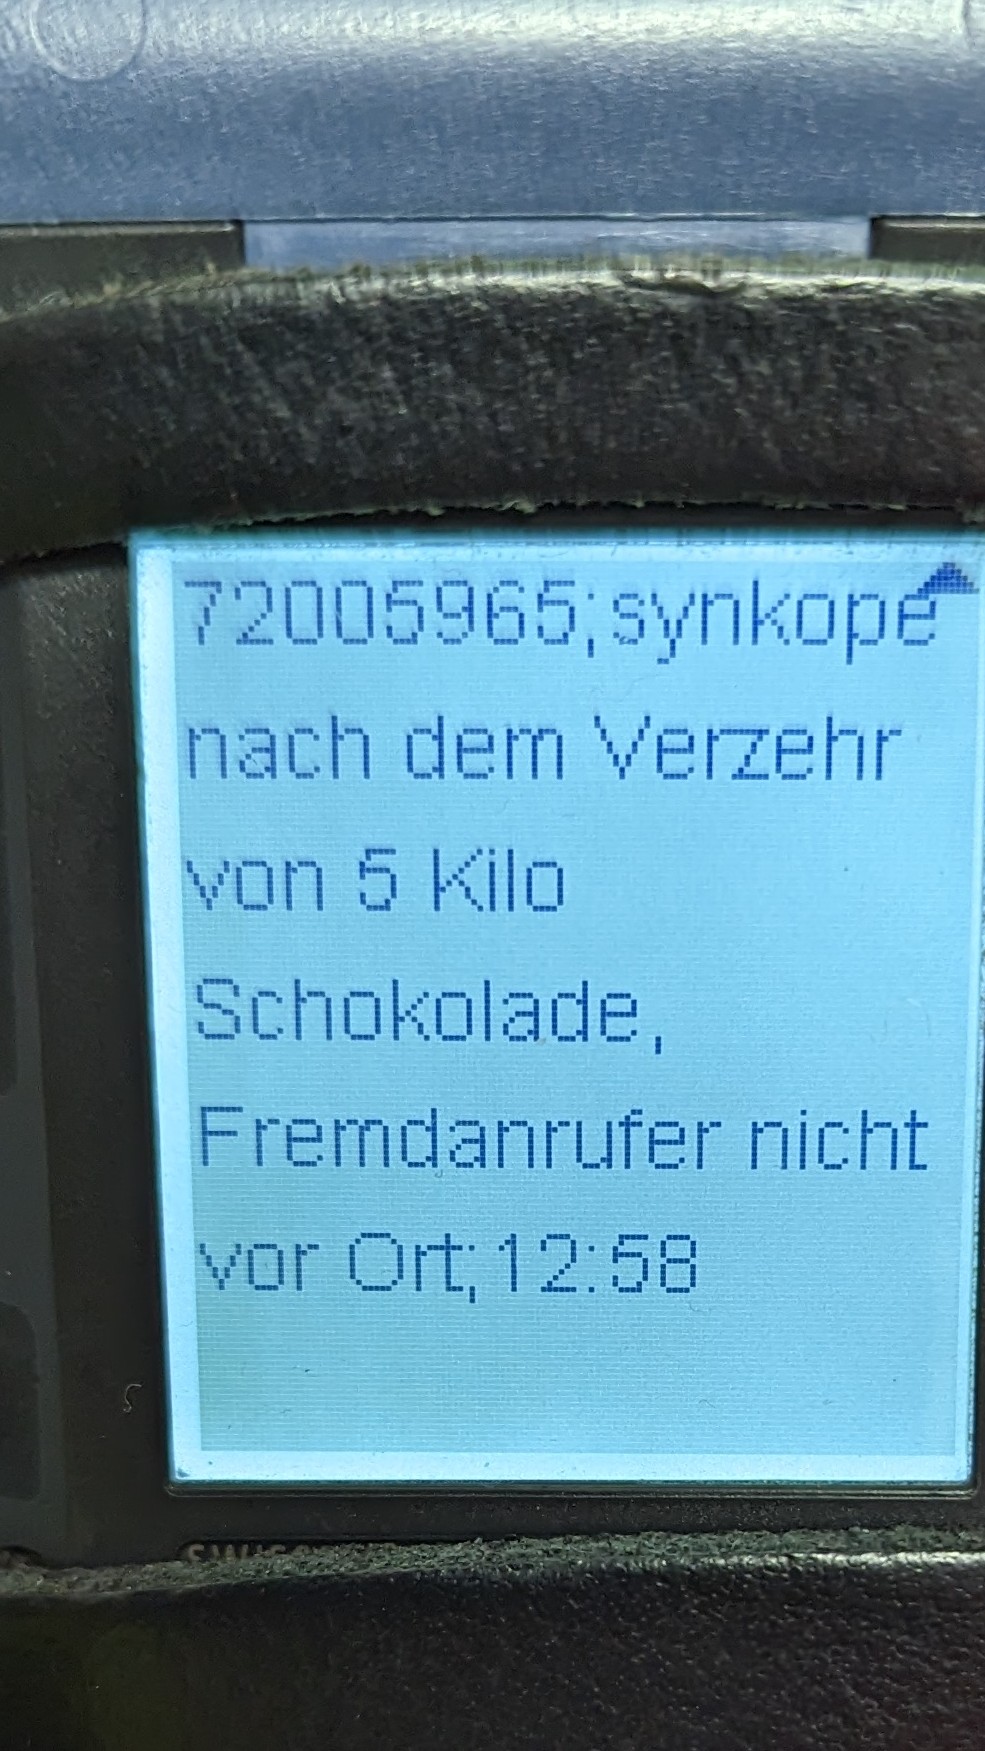 72005965;synkope
nach dem Verzehr
von 5 Kilo
Schokolade,
Fremdanrufer nicht
vor Ort;12:58